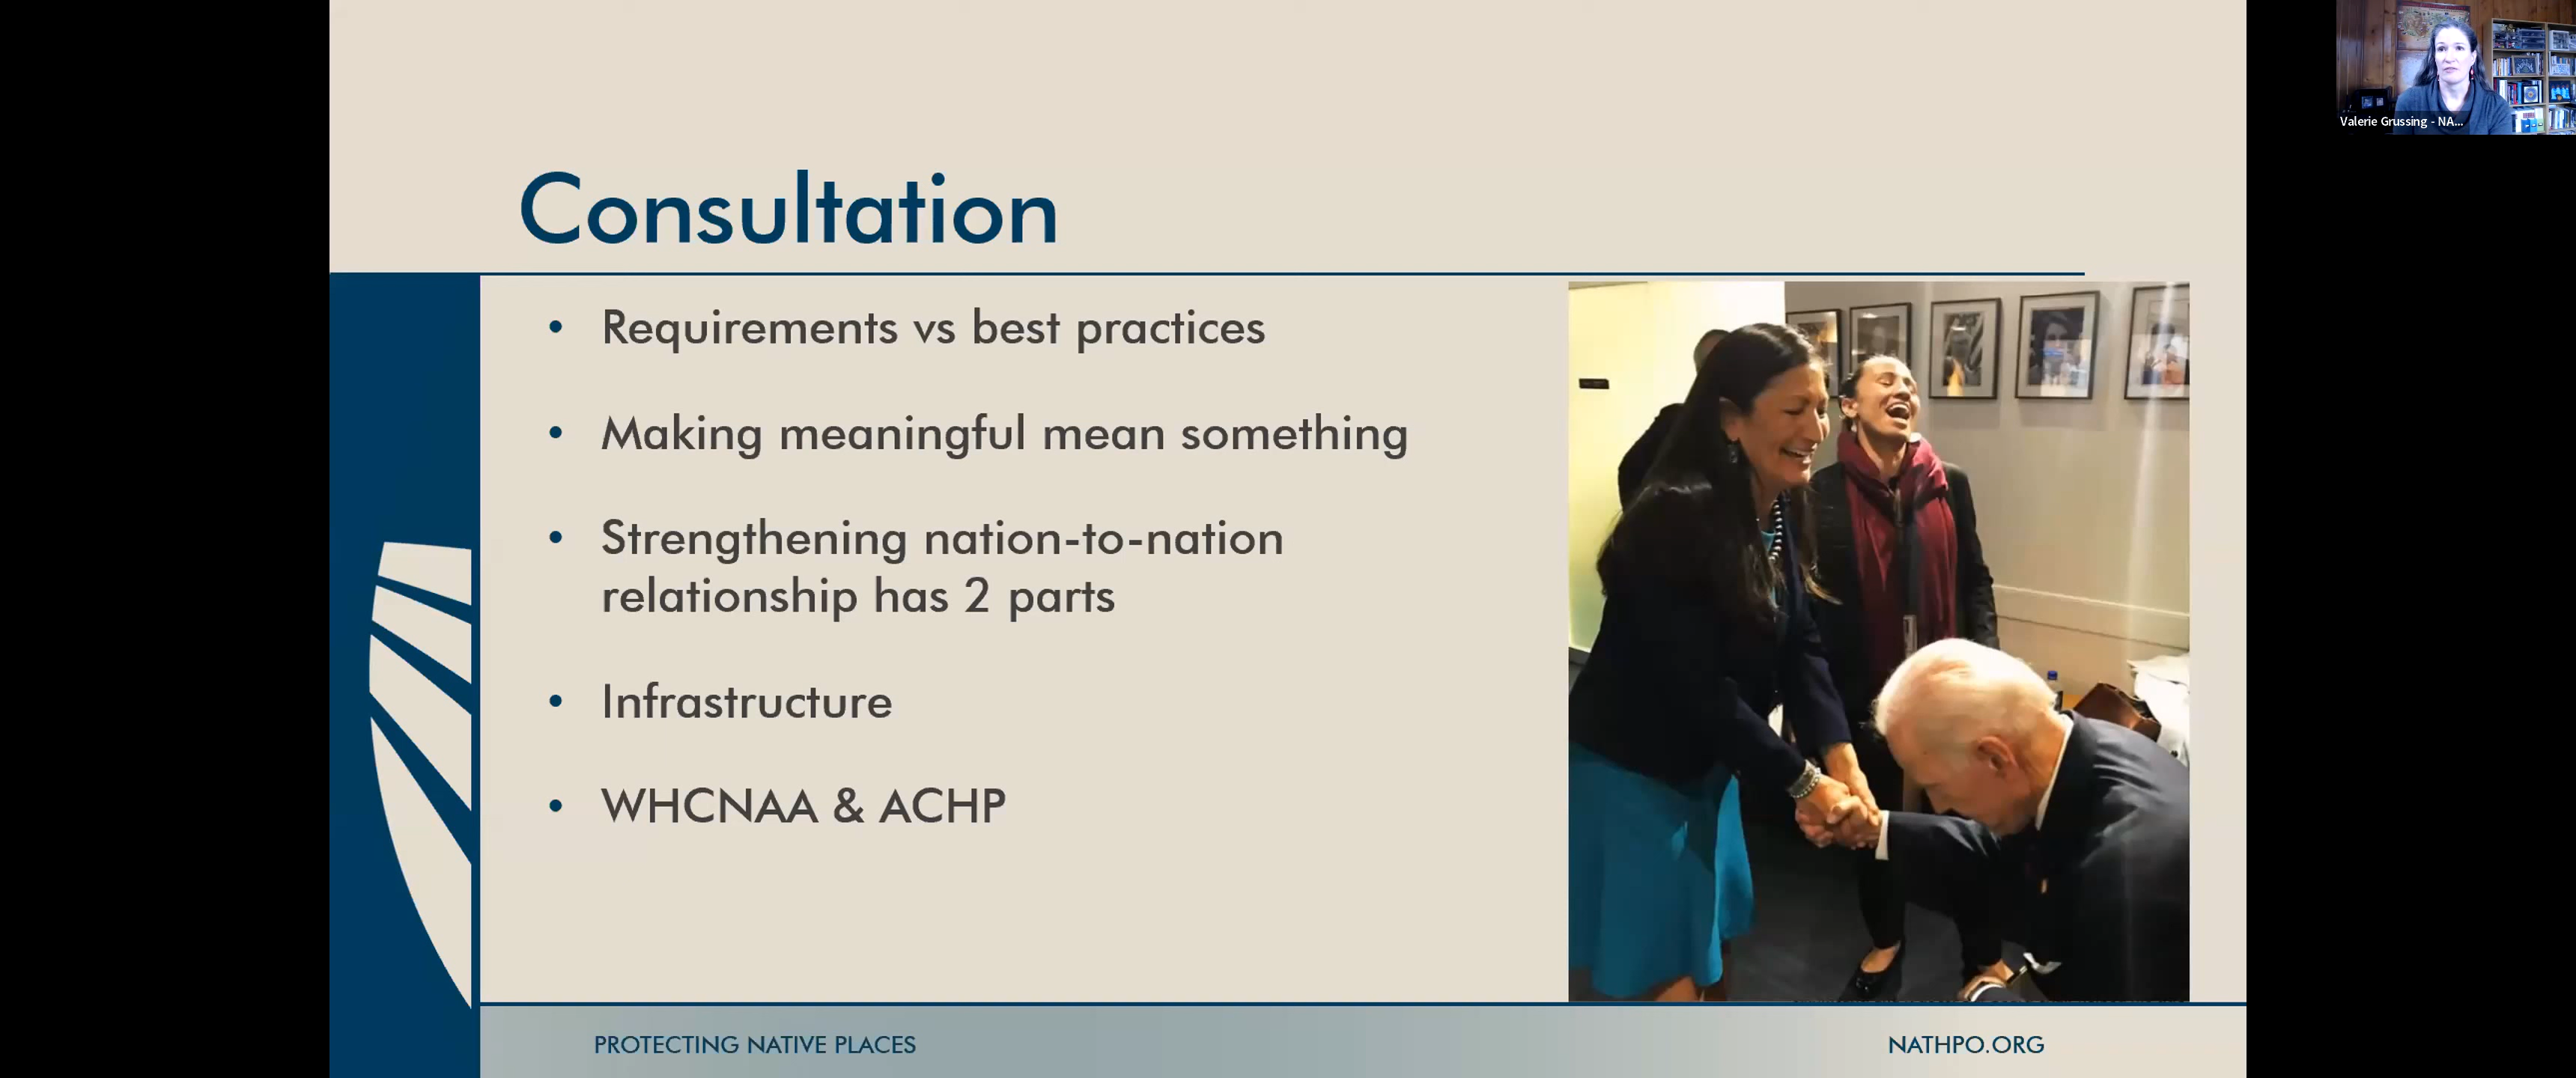 Valerie Grussing - NA...
Consultation
• Requirements vs best practices
• Making meaningful mean something
• Strengthening nation-to-nation
relationship has 2 parts
• Infrastructure
• WHCNAA & ACHP
PROTECTING NATIVE PLACES
NATHPO.ORG